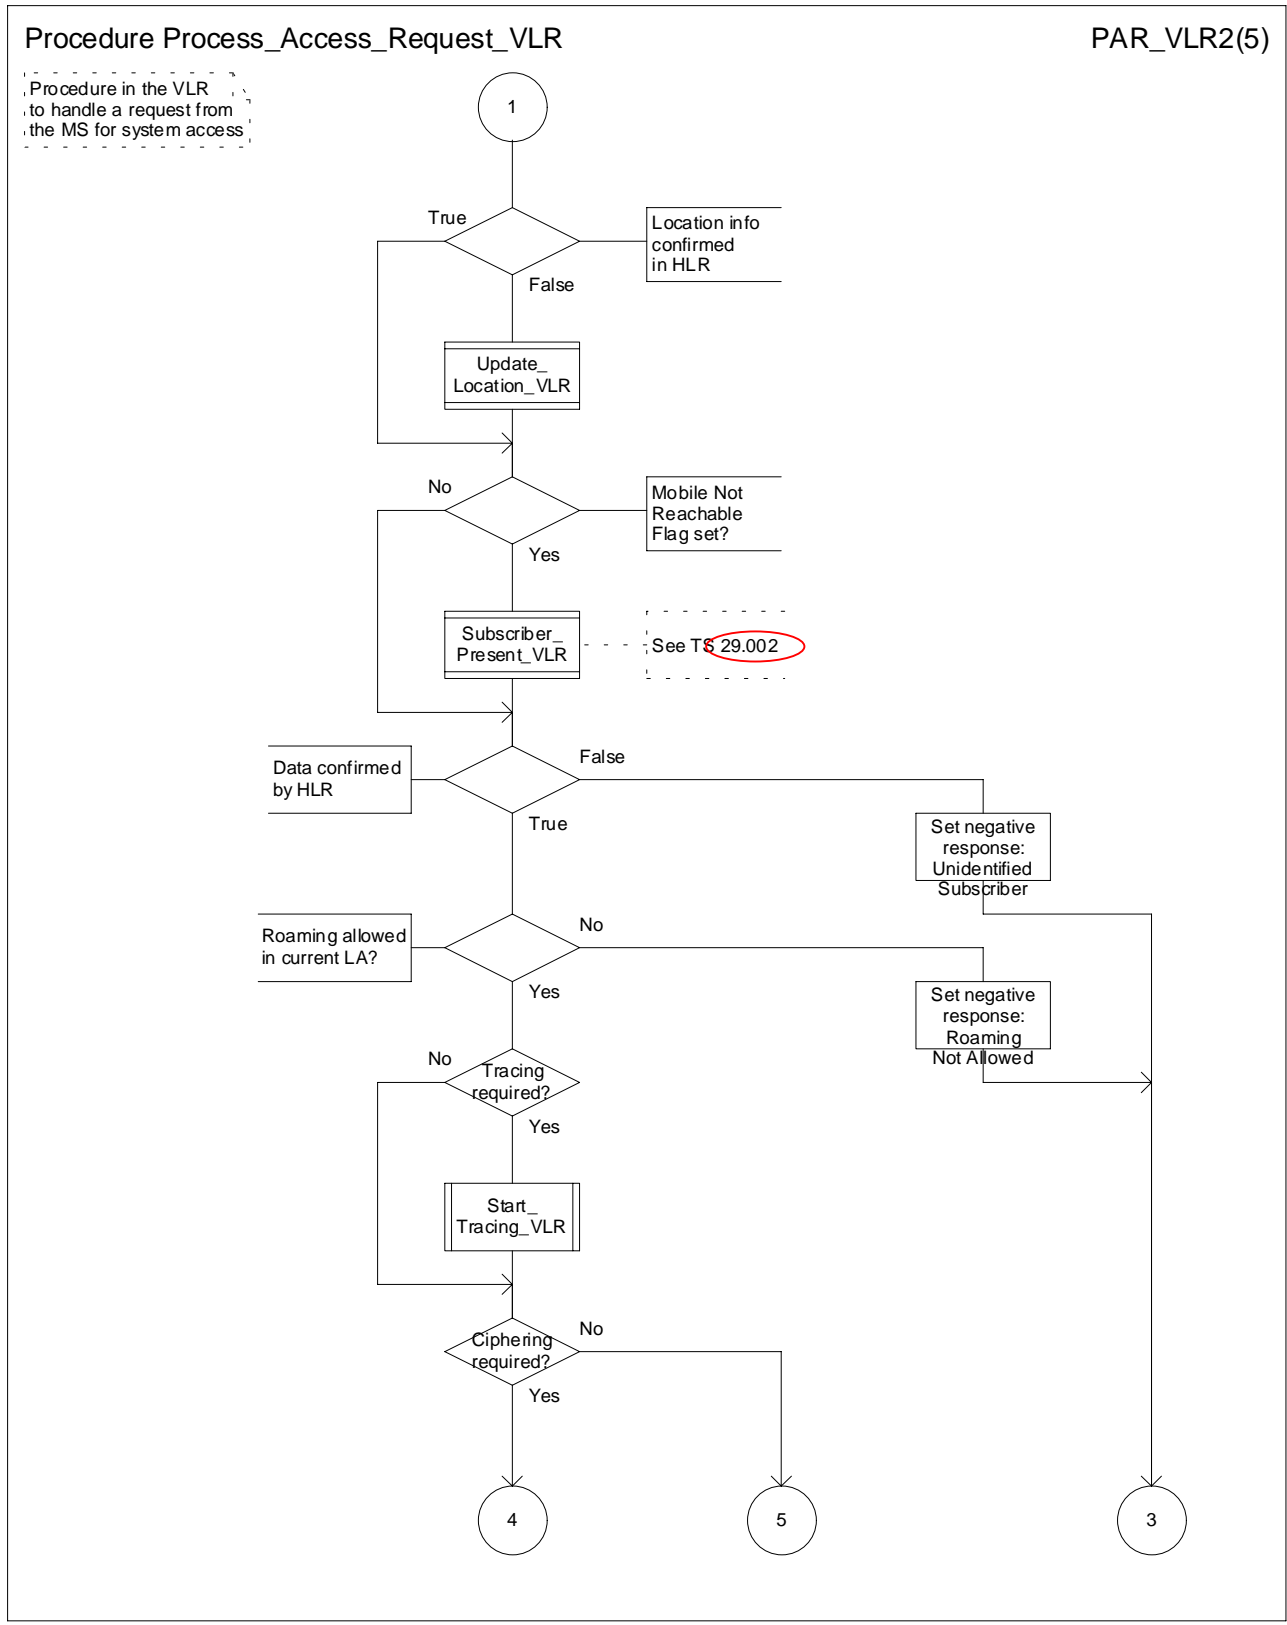 Procedure Process_Access_Request_VLR
PAR_VLR2(5)
Procedure in the VLR
to handle a request from
the MS for system access
1
True
Location info
confirmed
in HLR
False
Update_
Location_VLR
No
Mobile Not
Reachable
Flag set?
Yes
Subscriber_
Present_VLR
See TS 29.002
Data confirmed
by HLR
False
True
Set negative
response:
Unidentified
Subscriber
Roaming allowed
in current LA?
No
Yes
Set negative
response:
Roaming
Not Allowed
No
Tracing
required?
Yes
Start_
Tracing_VLR
Ciphering
required?
No
Yes
4
5
3